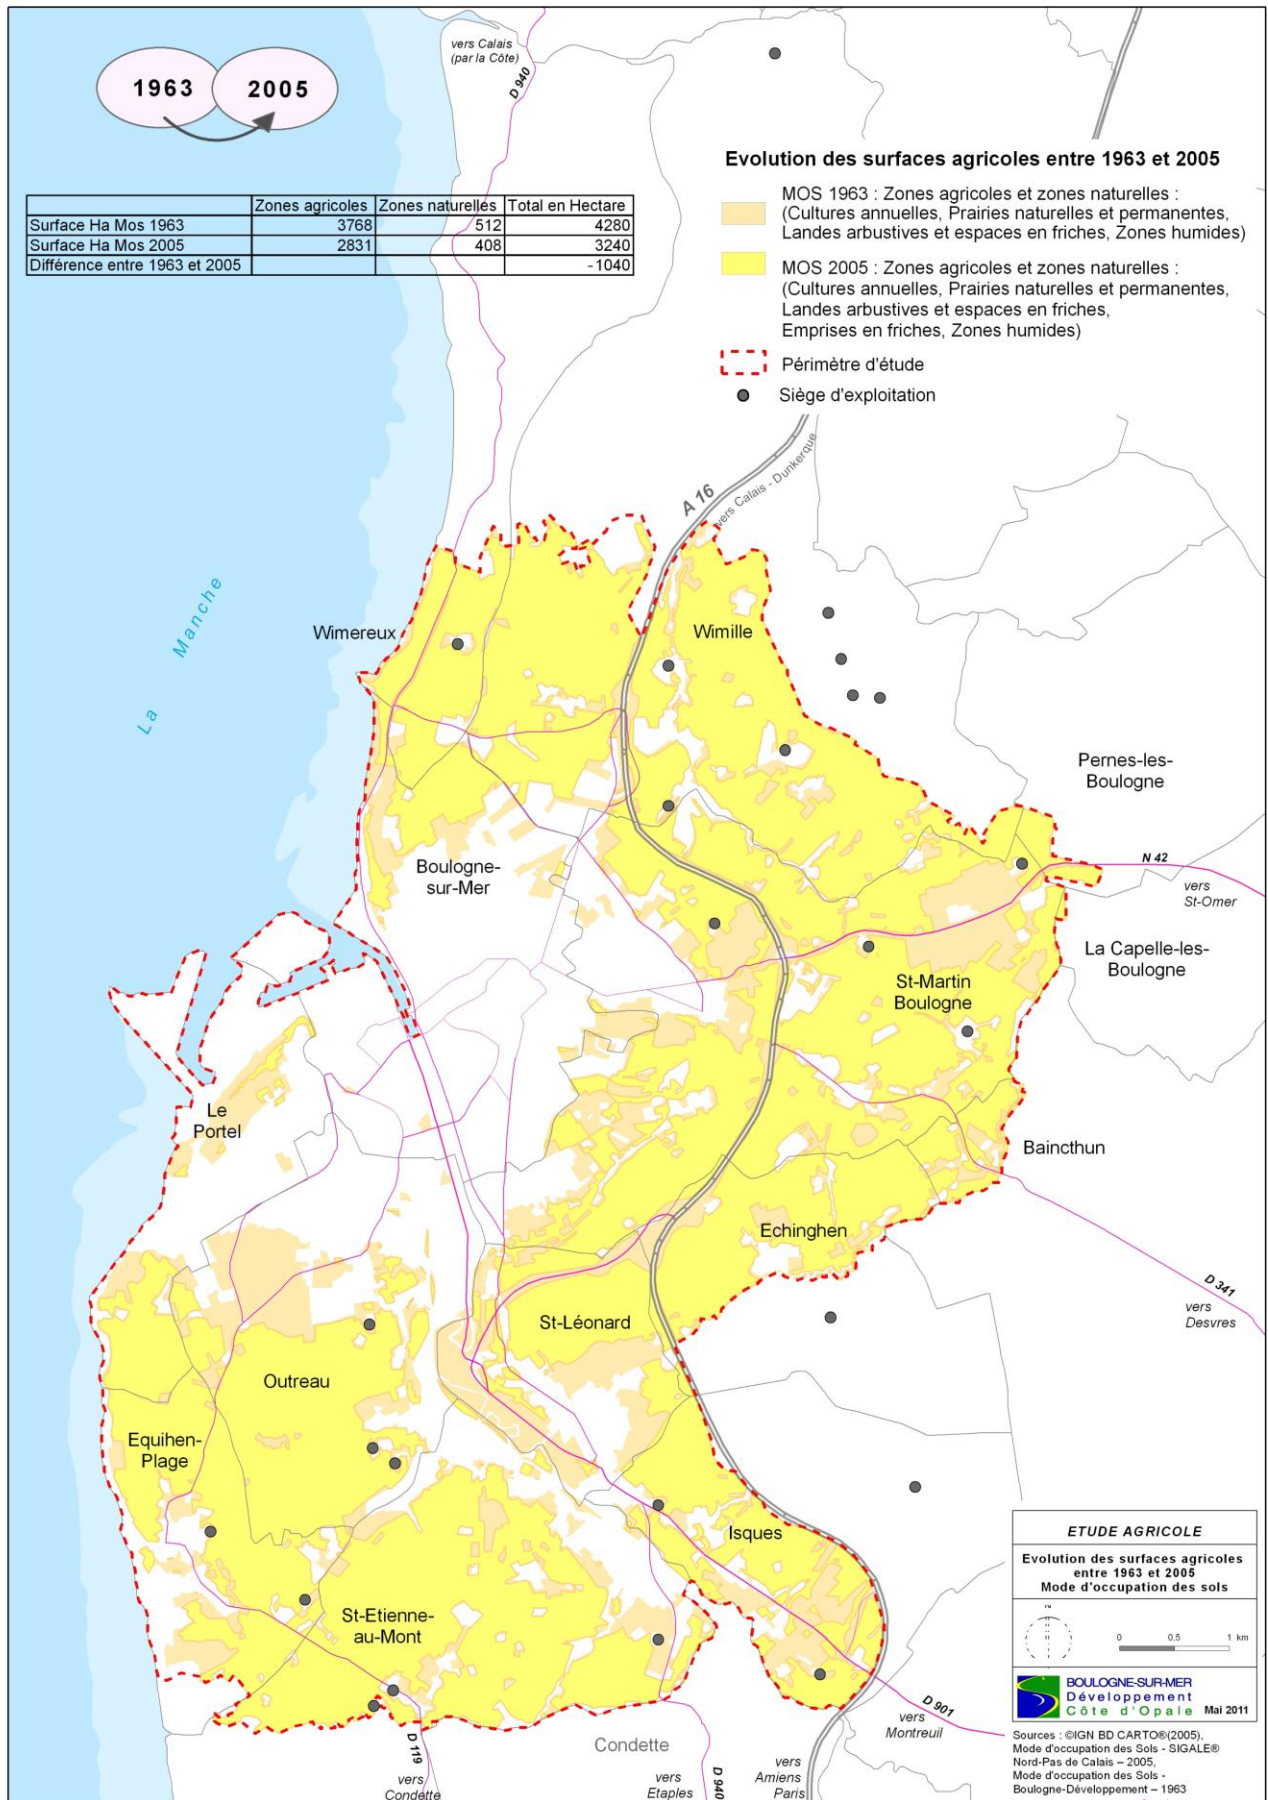 1963
2005
vers Calais
(par la Côte)
D 940
Evolution des surfaces agricoles entre 1963 et 2005
MOS 1963 : Zones agricoles et zones naturelles :
(Cultures annuelles, Prairies naturelles et permanentes,
Landes arbustives et espaces en friches, Zones humides)
MOS 2005 : Zones agricoles et zones naturelles :
(Cultures annuelles, Prairies naturelles et permanentes,
Landes arbustives et espaces en friches,
Emprises en friches, Zones humides)
Périmètre d'étude
Siège d'exploitation
Zones agricoles Zones naturelles Total en Hectare
Surface Ha Mos 1963 3768 512 4280
Surface Ha Mos 2005 2831 408 3240
Différence entre 1963 et 2005 -1040
A 16
vers Calais - Dunkerque
La Manche
Wimereux
Wimille
Pernes-les-
Boulogne
Boulogne-
sur-Mer
N 42
vers
St-Omer
La Capelle-les-
Boulogne
St-Martin
Boulogne
Le
Portel
Baincthun
Echinghen
D 341
vers
Desvres
St-Léonard
Outreau
Equihen-
Plage
Isques
St-Etienne-
au-Mont
D 901
vers
Montreuil
Condette
D 119
vers
Condette
vers
Etaples
D 940
vers
Amiens
Paris
ETUDE AGRICOLE
Evolution des surfaces agricoles
entre 1963 et 2005
Mode d'occupation des sols
N
0 0,5 1 km
BOULOGNE-SUR-MER
Développement
Côte d'Opale Mai 2011
Sources : ©IGN BD CARTO®(2005),
Mode d'occupation des Sols - SIGALE®
Nord-Pas de Calais – 2005,
Mode d'occupation des Sols -
Boulogne-Développement – 1963